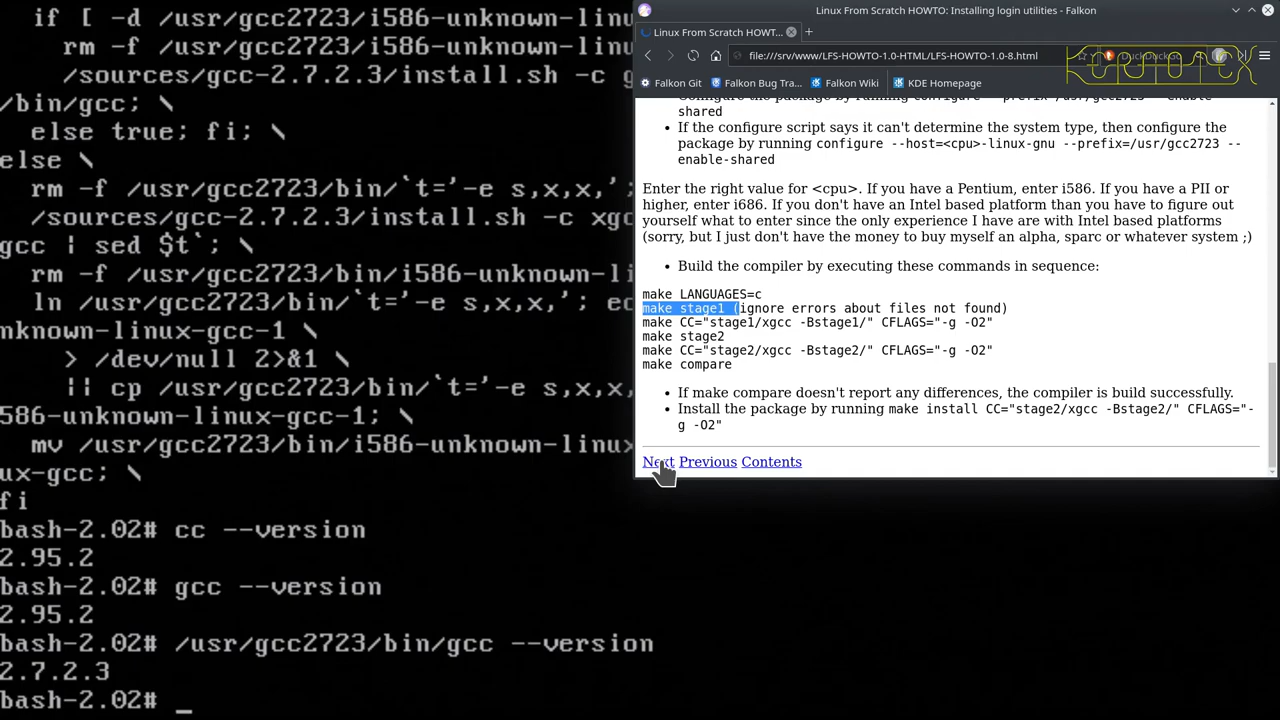 if [ -d /usr/gcc2723/i586-unknown-linu
rm -f /usr/gcc2723/i586-unknown-linu
/sources/gcc-2.7.2.3/install.sh -c g
/bin/gcc; \
else true; fi; \
else \
rm -f /usr/gcc2723/bin/`t='-e s,x,x,';
/sources/gcc-2.7.2.3/install.sh -c xgc
gcc | sed $t`; \
rm -f /usr/gcc2723/bin/i586-unknown-li
ln /usr/gcc2723/bin/`t='-e s,x,x,'; ec
nknown-linux-gcc-1 \
> /dev/null 2>&1 \
|| cp /usr/gcc2723/bin/`t='-e s,x,x,
586-unknown-linux-gcc-1; \
mv /usr/gcc2723/bin/i586-unknown-linux
ux-gcc; \
fi
bash-2.02# cc --version
2.95.2
bash-2.02# gcc --version
2.95.2
bash-2.02# /usr/gcc2723/bin/gcc --version
2.7.2.3
bash-2.02# _
Linux From Scratch HOWTO: Installing login utilities - Falkon
Linux From Scratch HOWT...
file:///srv/www/LFS-HOWTO-1.0-HTML/LFS-HOWTO-1.0-8.html
Falkon Git Falkon Bug Tra... Falkon Wiki KDE Homepage
Configure the package by running configure --prefix=/usr/gcc2723 --enable-
shared
• If the configure script says it can't determine the system type, then configure the
package by running configure --host=<cpu>-linux-gnu --prefix=/usr/gcc2723 --
enable-shared
Enter the right value for <cpu>. If you have a Pentium, enter i586. If you have a PII or
higher, enter i686. If you don't have an Intel based platform than you have to figure out
yourself what to enter since the only experience I have are with Intel based platforms
(sorry, but I just don't have the money to buy myself an alpha, sparc or whatever system ;)
• Build the compiler by executing these commands in sequence:
make LANGUAGES=c
make stage1 (ignore errors about files not found)
make CC="stage1/xgcc -Bstage1/" CFLAGS="-g -O2"
make stage2
make CC="stage2/xgcc -Bstage2/" CFLAGS="-g -O2"
make compare
• If make compare doesn't report any differences, the compiler is build successfully.
• Install the package by running make install CC="stage2/xgcc -Bstage2/" CFLAGS="-
g -O2"
Next Previous Contents